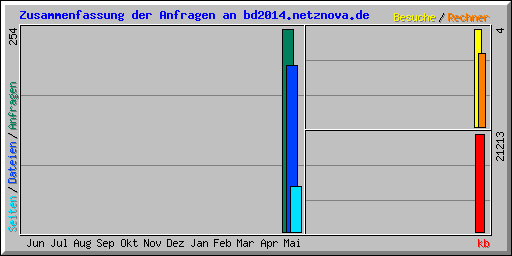 Zusammenfassung der Anfragen an bd2014.netznova.de
Besuche / Rechner
254
4
Seiten / Dateien / Anfragen
21213
Jun Jul Aug Sep Okt Nov Dez Jan Feb Mar Apr Mai
kb